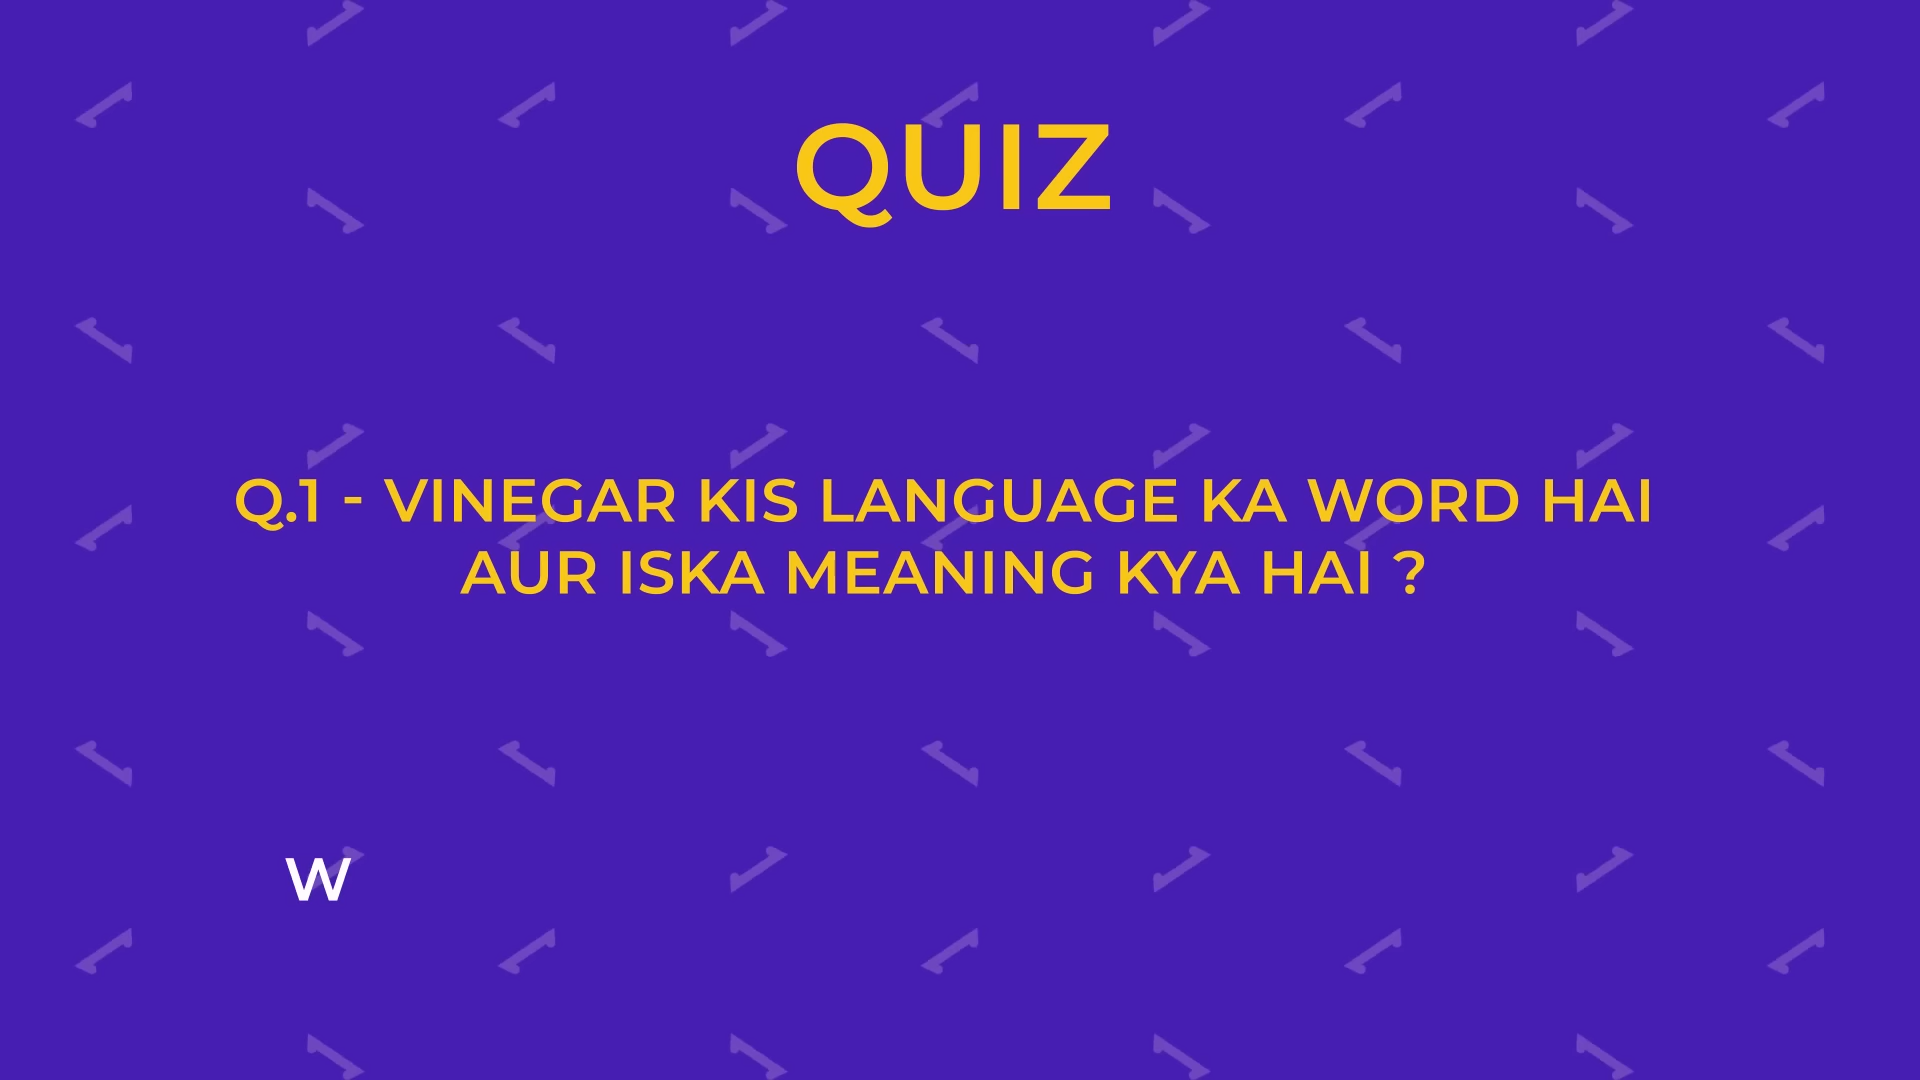 QUIZ
Q.1 - VINEGAR KIS LANGUAGE KA WORD HAI
AUR ISKA MEANING KYA HAI ?
W